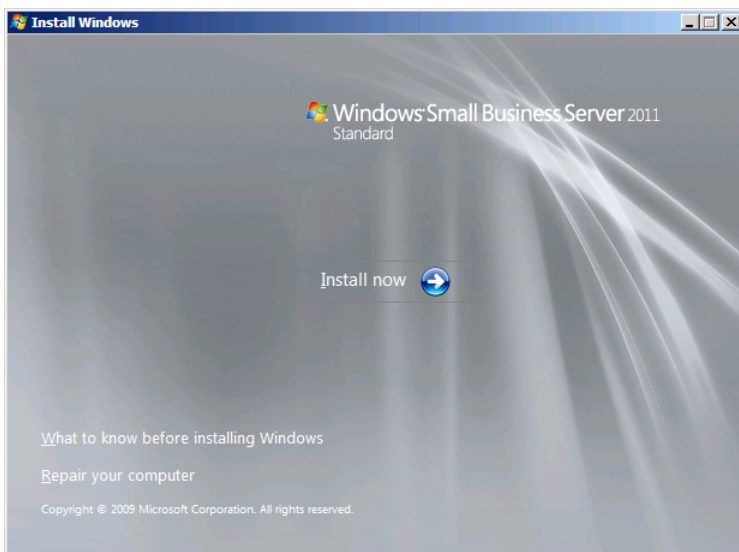 Install Windows
Windows Small Business Server 2011
Standard
Install now
What to know before installing Windows
Repair your computer
Copyright © 2009 Microsoft Corporation. All rights reserved.